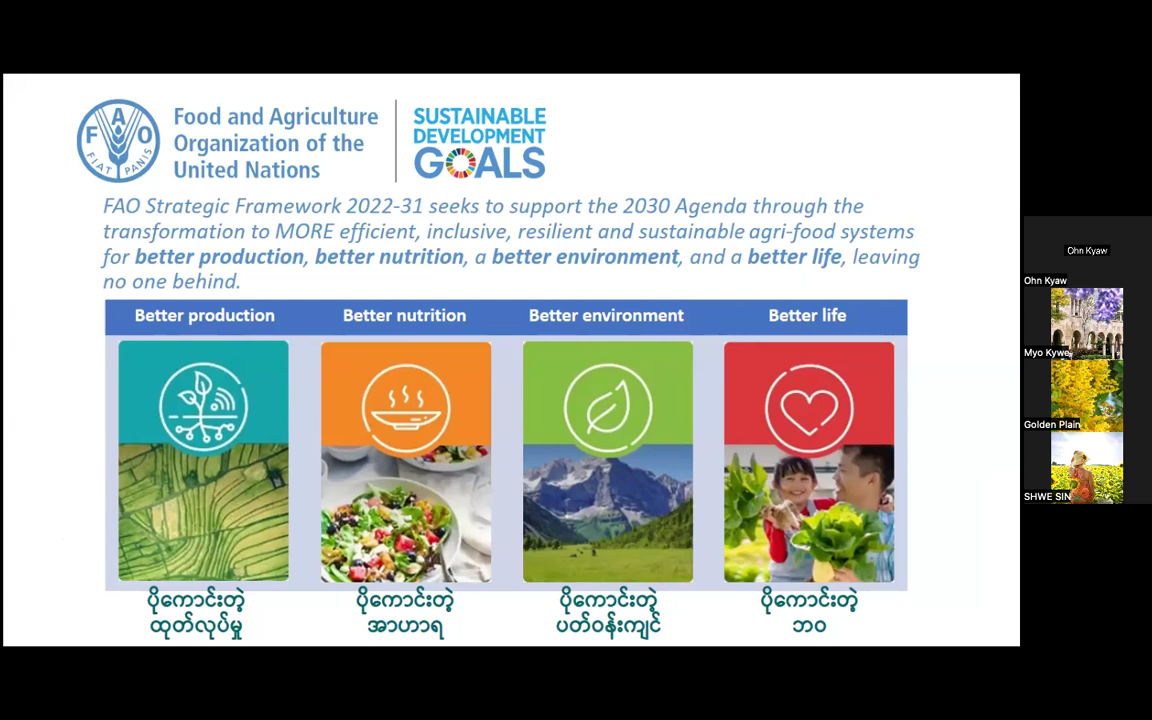 F A O
FIAT PANIS
Food and Agriculture
Organization of the
United Nations
SUSTAINABLE
DEVELOPMENT
GOALS
FAO Strategic Framework 2022-31 seeks to support the 2030 Agenda through the
transformation to MORE efficient, inclusive, resilient and sustainable agri-food systems
for better production, better nutrition, a better environment, and a better life, leaving
no one behind.
Better production Better nutrition Better environment Better life
ပိုကောင်းတဲ့ ပိုကောင်းတဲ့ ပိုကောင်းတဲ့ ပိုကောင်းတဲ့
ထုတ်လုပ်မှု အာဟာရ ပတ်ဝန်းကျင် ဘဝ
Ohn Kyaw
Ohn Kyaw
Myo Kywe
Golden Plain
SHWE SIN